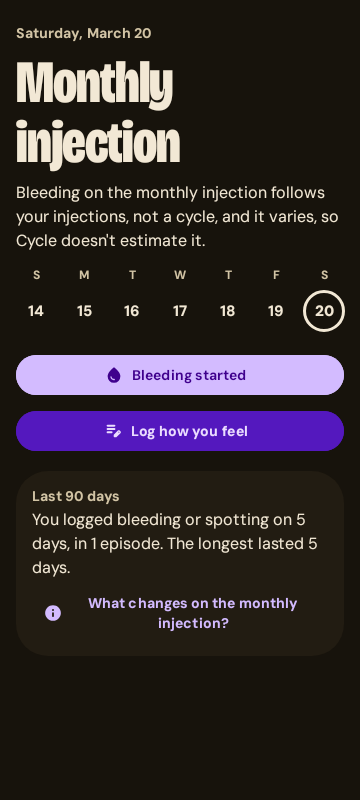 Saturday, March 20
Monthly
injection
Bleeding on the monthly injection follows
your injections, not a cycle, and it varies, so
Cycle doesn't estimate it.
S M T W T F S
14 15 16 17 18 19 20
Bleeding started
Log how you feel
Last 90 days
You logged bleeding or spotting on 5
days, in 1 episode. The longest lasted 5
days.
What changes on the monthly
injection?